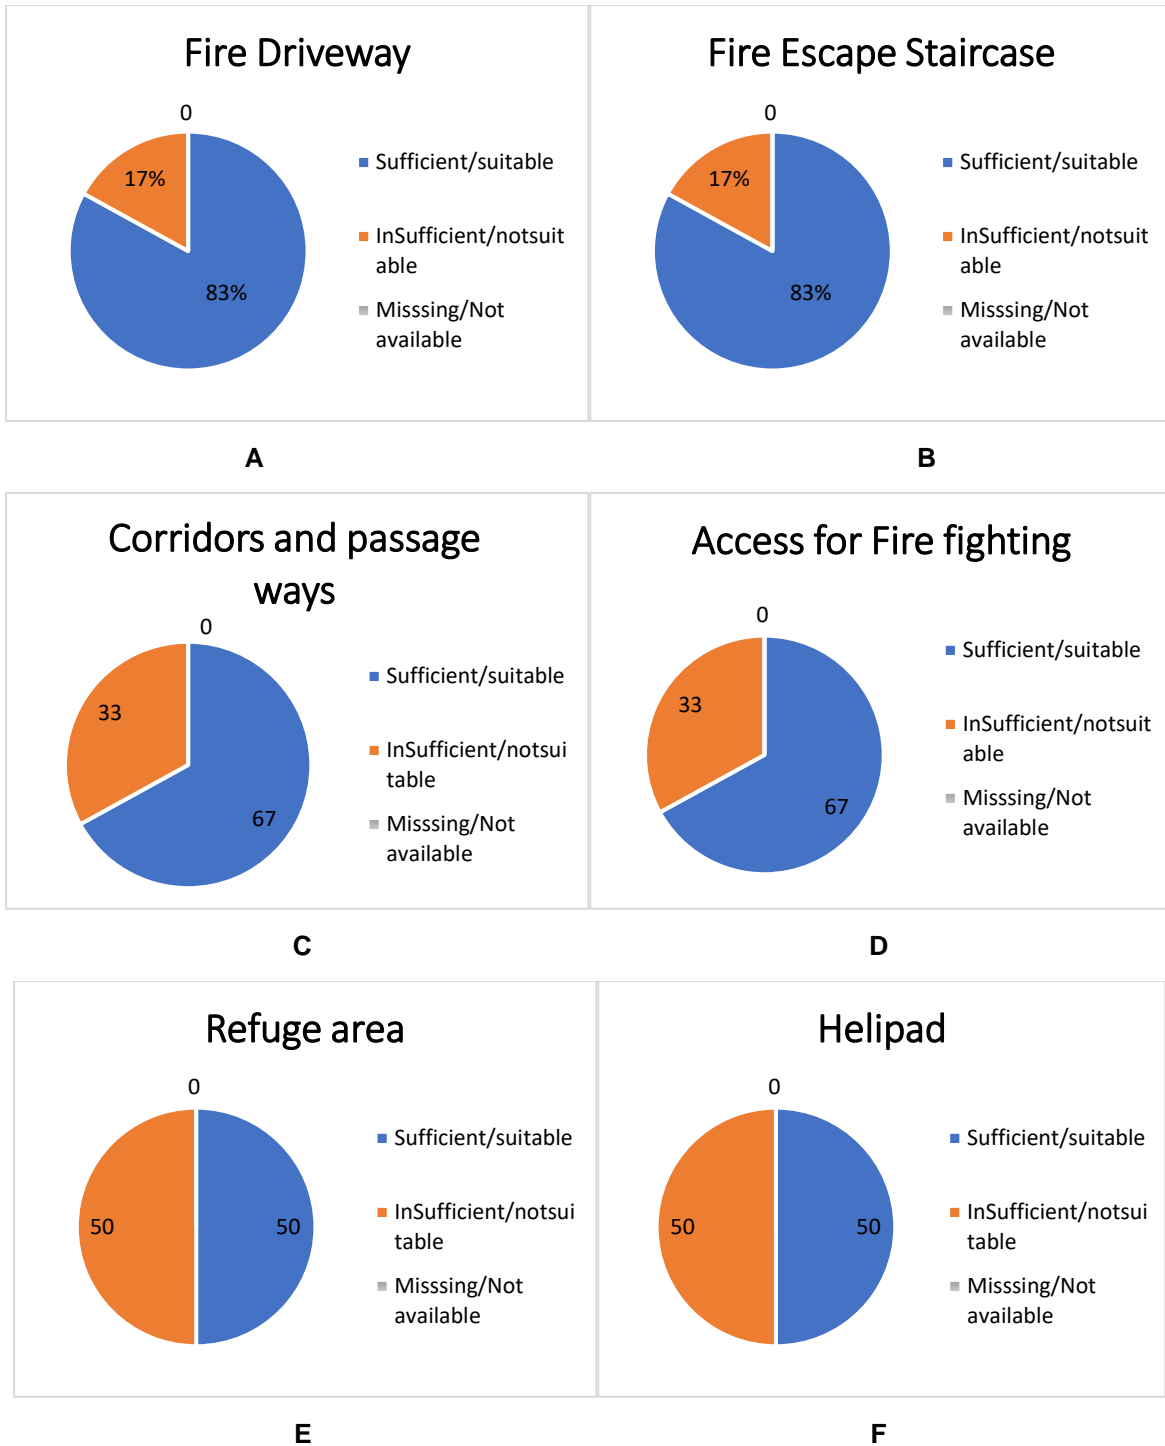 Fire Driveway
0
17%
83%
Sufficient/suitable
InSufficient/notsuit
able
Misssing/Not
available
A
Fire Escape Staircase
0
17%
83%
Sufficient/suitable
InSufficient/notsuit
able
Misssing/Not
available
B
Corridors and passage
ways
0
33
67
Sufficient/suitable
InSufficient/notsui
table
Misssing/Not
available
C
Access for Fire fighting
0
33
67
Sufficient/suitable
InSufficient/notsuit
able
Misssing/Not
available
D
Refuge area
0
50
50
Sufficient/suitable
InSufficient/notsui
table
Misssing/Not
available
E
Helipad
0
50
50
Sufficient/suitable
InSufficient/notsui
table
Misssing/Not
available
F